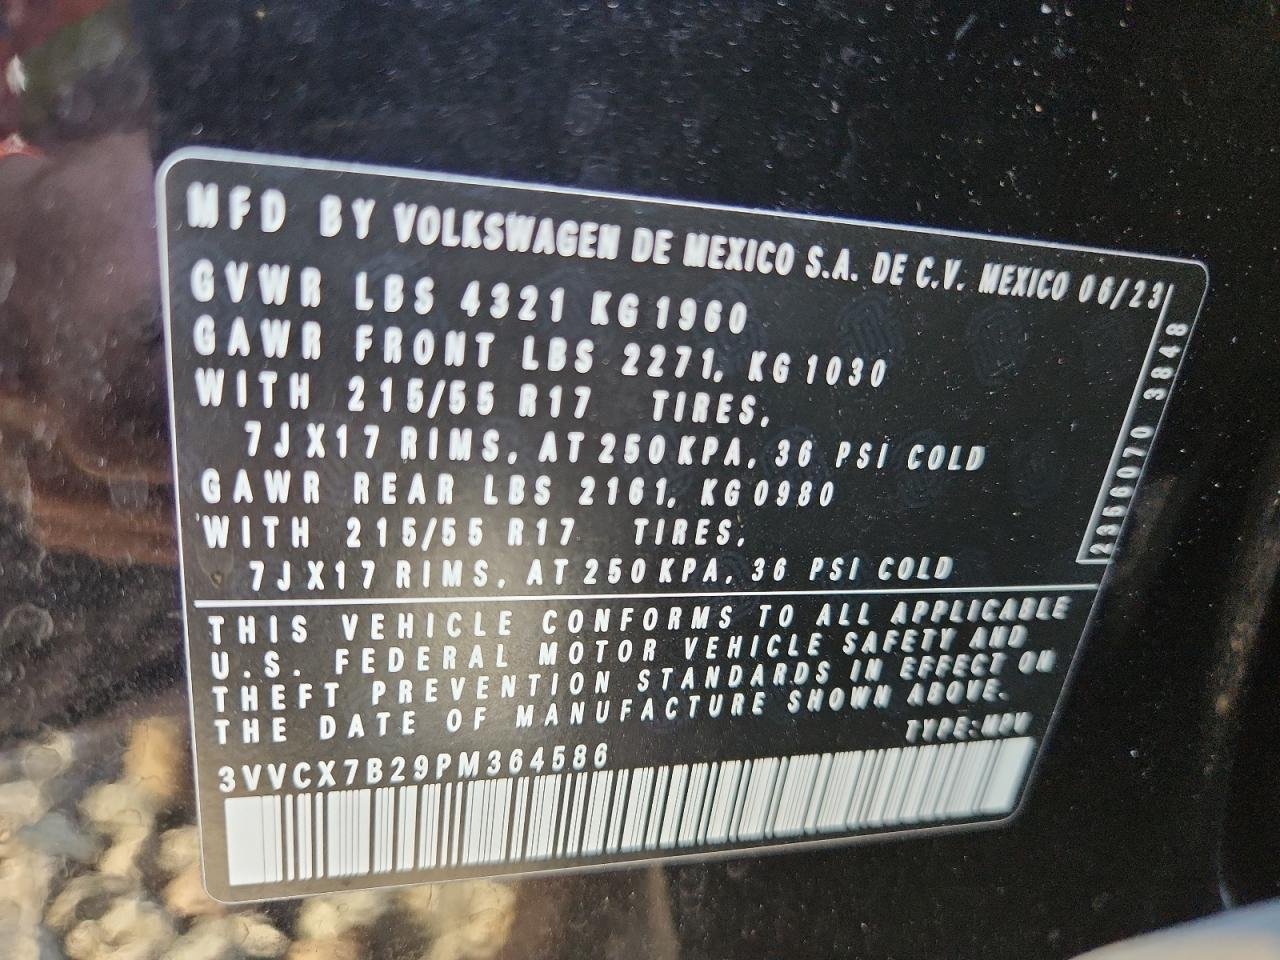 MFD BY VOLKSWAGEN DE MEXICO S.A. DE C.V. MEXICO 06/23
GVWR LBS 4321 KG 1960
GAWR FRONT LBS 2271, KG 1030
WITH 215/55 R17 TIRES,
7JX17 RIMS, AT 250 KPA, 36 PSI COLD
GAWR REAR LBS 2161, KG 0980
WITH 215/55 R17 TIRES,
7JX17 RIMS, AT 250 KPA, 36 PSI COLD
2356070 3848
THIS VEHICLE CONFORMS TO ALL APPLICABLE
U.S. FEDERAL MOTOR VEHICLE SAFETY AND
THEFT PREVENTION STANDARDS IN EFFECT ON
THE DATE OF MANUFACTURE SHOWN ABOVE.
TYPE:MPV
3VVCX7B29PM364586